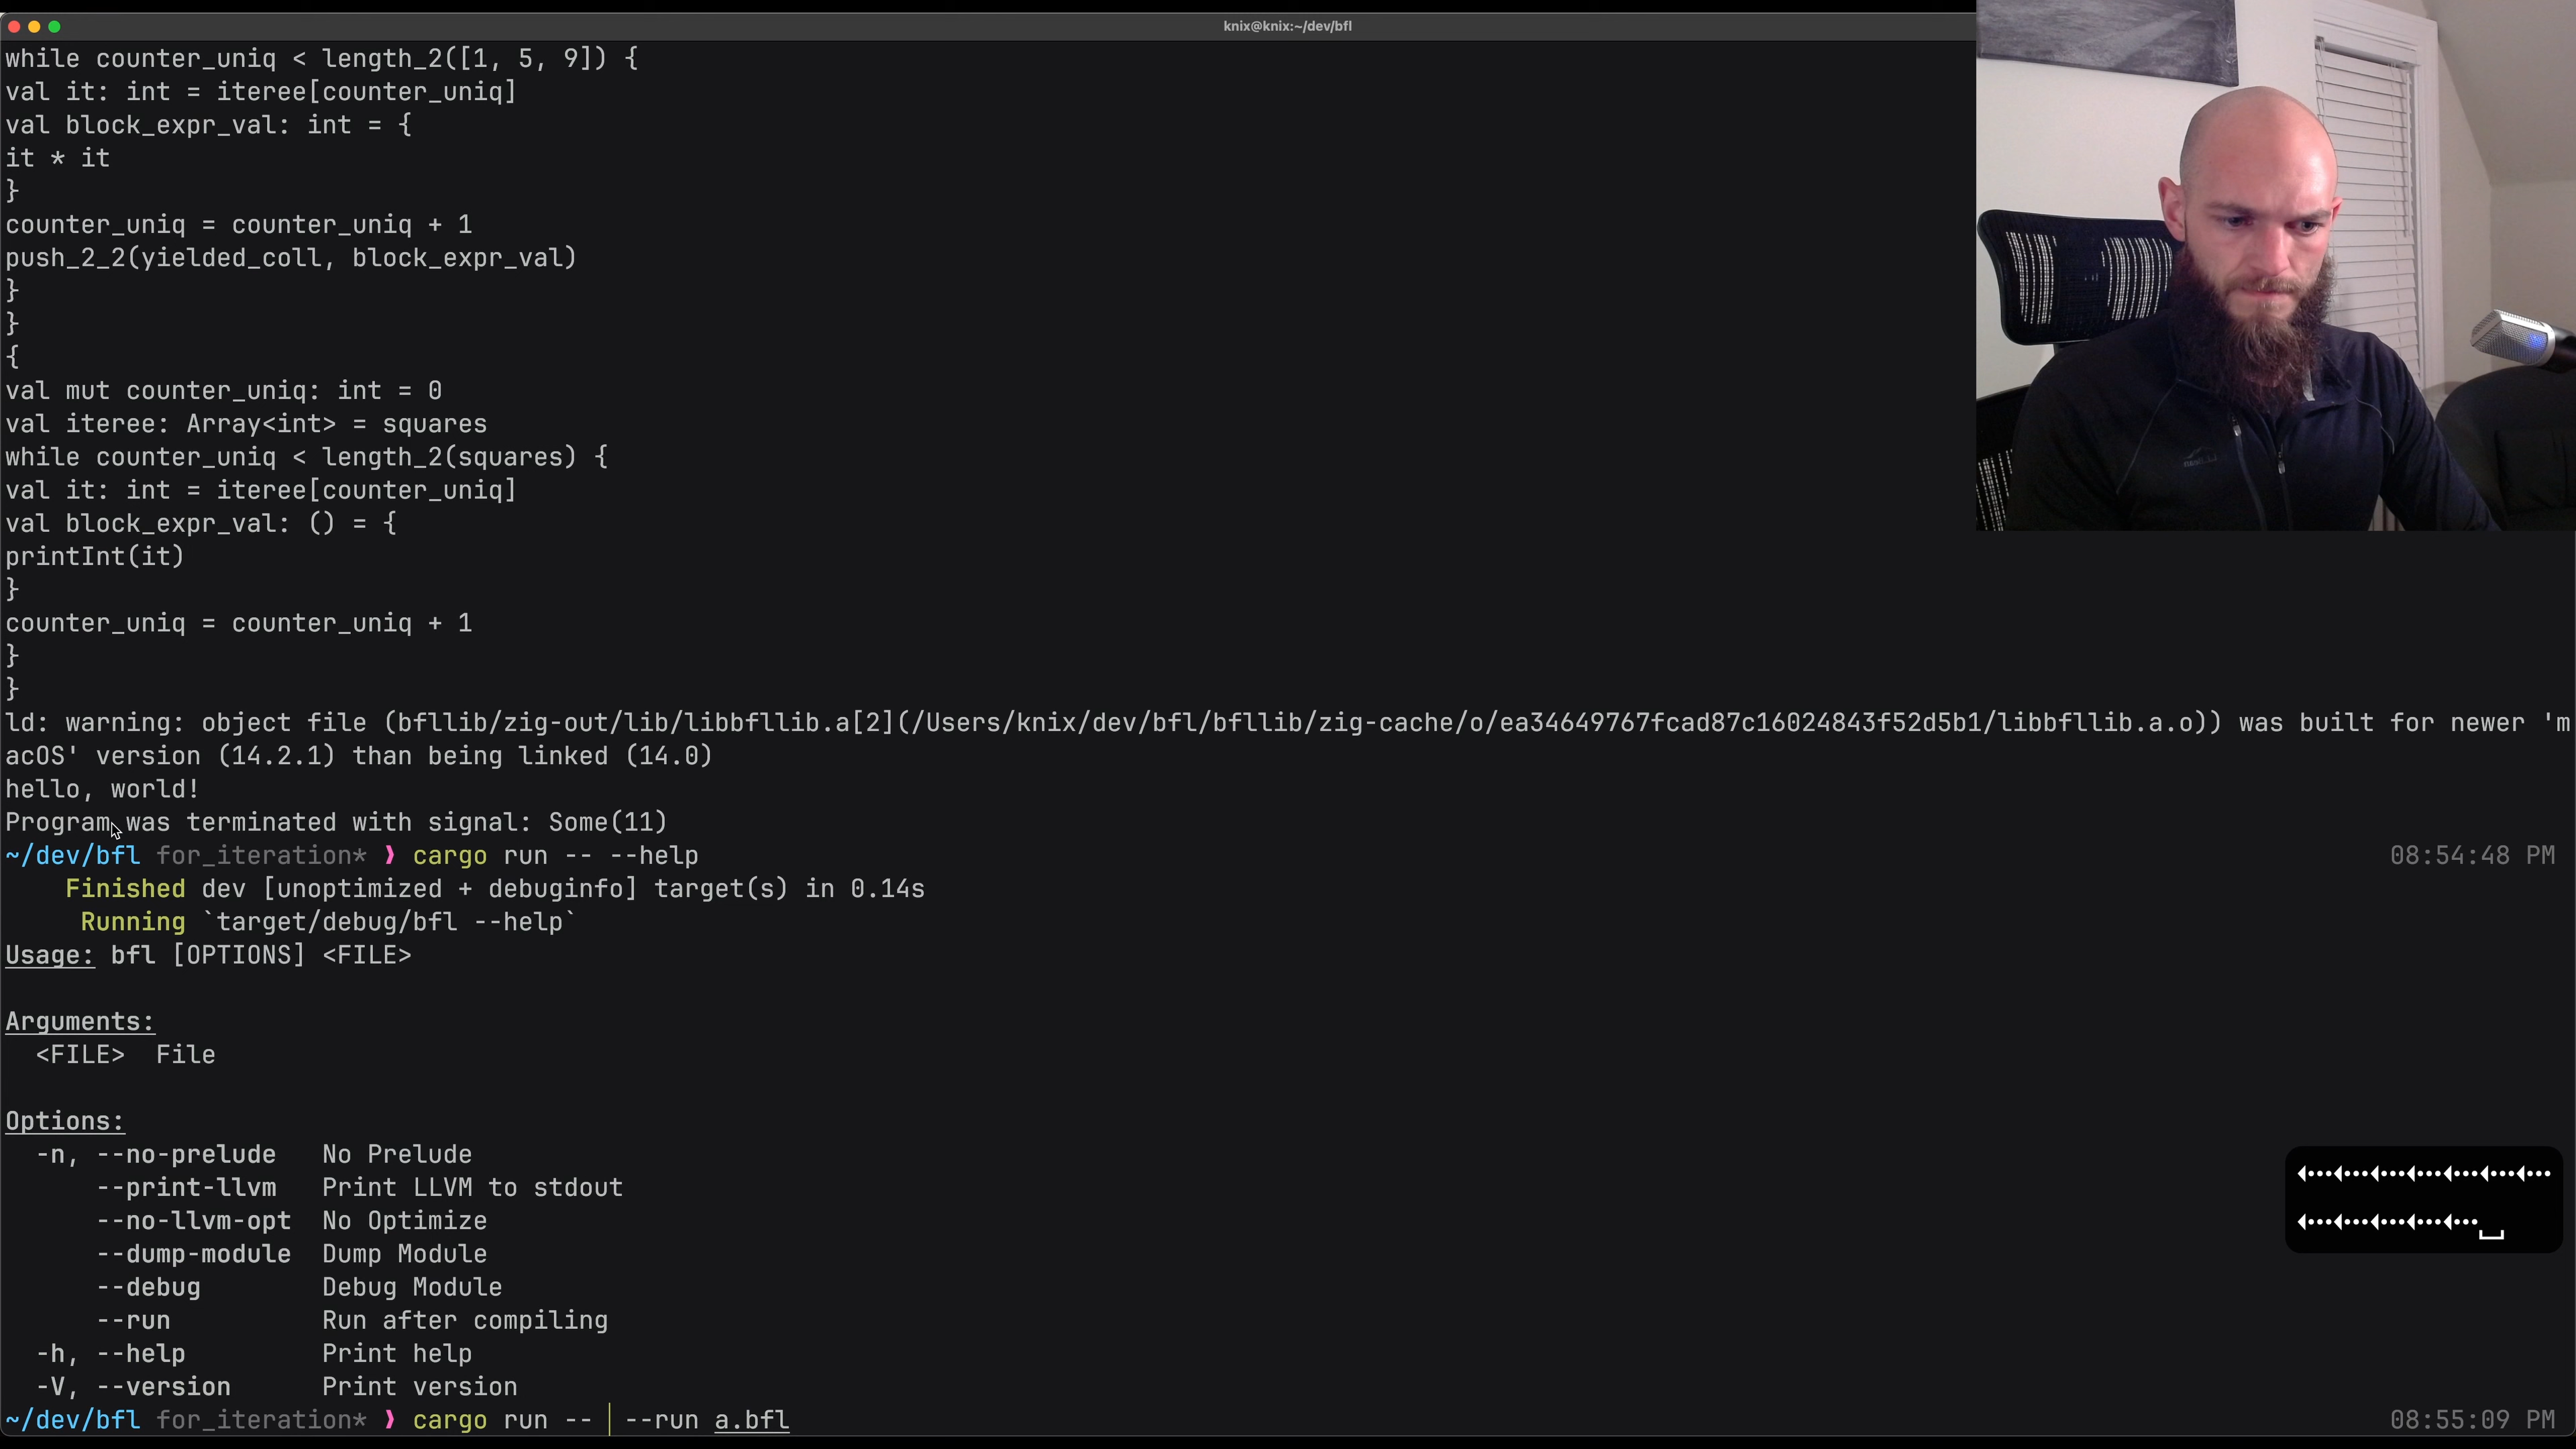 knix@knix:~/dev/bfl
while counter_uniq < length_2([1, 5, 9]) {
val it: int = iteree[counter_uniq]
val block_expr_val: int = {
it * it
}
counter_uniq = counter_uniq + 1
push_2_2(yielded_coll, block_expr_val)
}
}
{
val mut counter_uniq: int = 0
val iteree: Array<int> = squares
while counter_uniq < length_2(squares) {
val it: int = iteree[counter_uniq]
val block_expr_val: () = {
printInt(it)
}
counter_uniq = counter_uniq + 1
}
}
ld: warning: object file (bfllib/zig-out/lib/libbfllib.a[2](/Users/knix/dev/bfl/bfllib/zig-cache/o/ea34649767fcad87c16024843f52d5b1/libbfllib.a.o)) was built for newer 'm
acOS' version (14.2.1) than being linked (14.0)
hello, world!
Program was terminated with signal: Some(11)
~/dev/bfl for_iteration* ❯ cargo run -- --help 08:54:48 PM
Finished dev [unoptimized + debuginfo] target(s) in 0.14s
Running `target/debug/bfl --help`
Usage: bfl [OPTIONS] <FILE>
Arguments:
<FILE>  File
Options:
-n, --no-prelude   No Prelude
--print-llvm   Print LLVM to stdout
--no-llvm-opt  No Optimize
--dump-module  Dump Module
--debug        Debug Module
--run          Run after compiling
-h, --help         Print help
-V, --version      Print version
~/dev/bfl for_iteration* ❯ cargo run --  --run a.bfl 08:55:09 PM